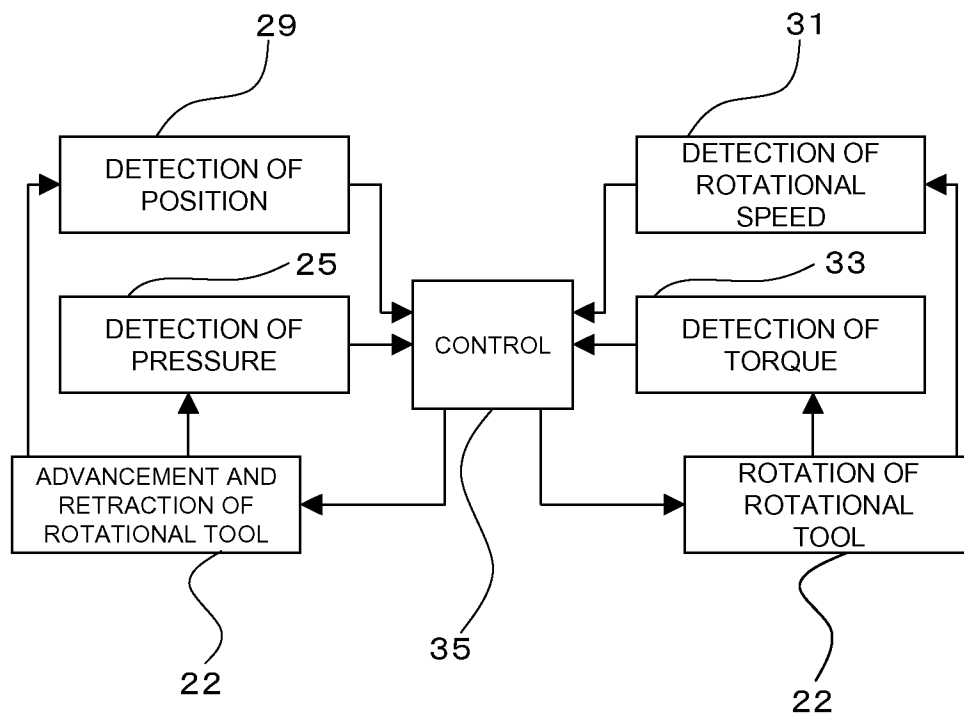 29
31
DETECTION OF
POSITION
DETECTION OF
ROTATIONAL
SPEED
25
33
DETECTION OF
PRESSURE
CONTROL
DETECTION OF
TORQUE
ADVANCEMENT AND
RETRACTION OF
ROTATIONAL TOOL
ROTATION OF
ROTATIONAL
TOOL
22
35
22